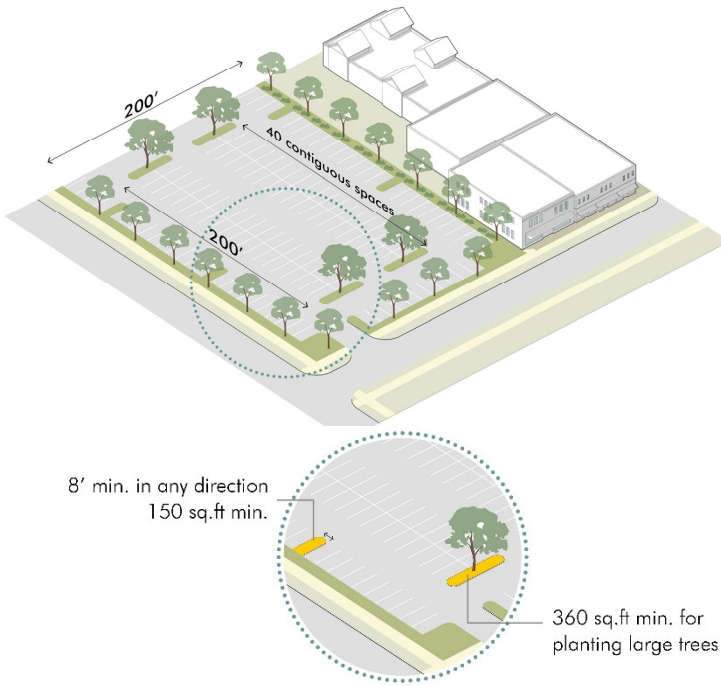 200'
40 contiguous spaces
200'
8' min. in any direction
150 sq.ft min.
360 sq.ft min. for
planting large trees